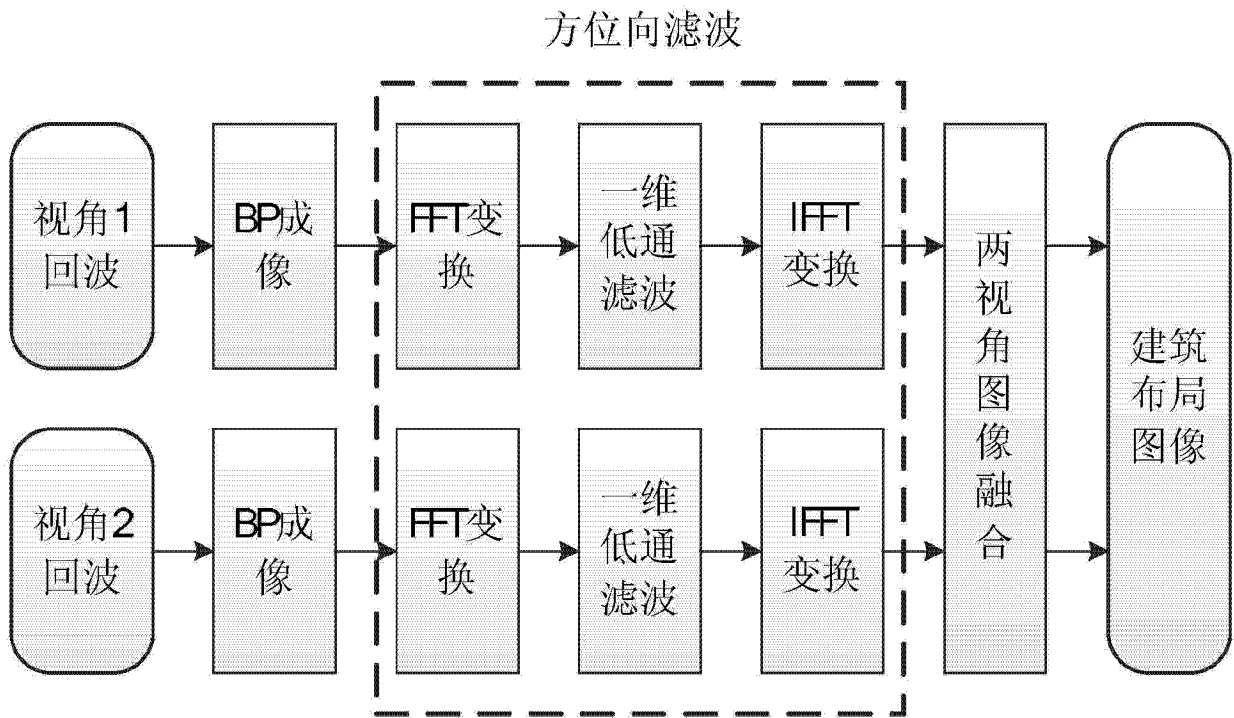 方位向滤波
视角1
回波
BP成
像
FFT变
换
一维
低通
滤波
IFFT
变换
视角2
回波
BP成
像
FFT变
换
一维
低通
滤波
IFFT
变换
两
视
角
图
像
融
合
建筑
布局
图像